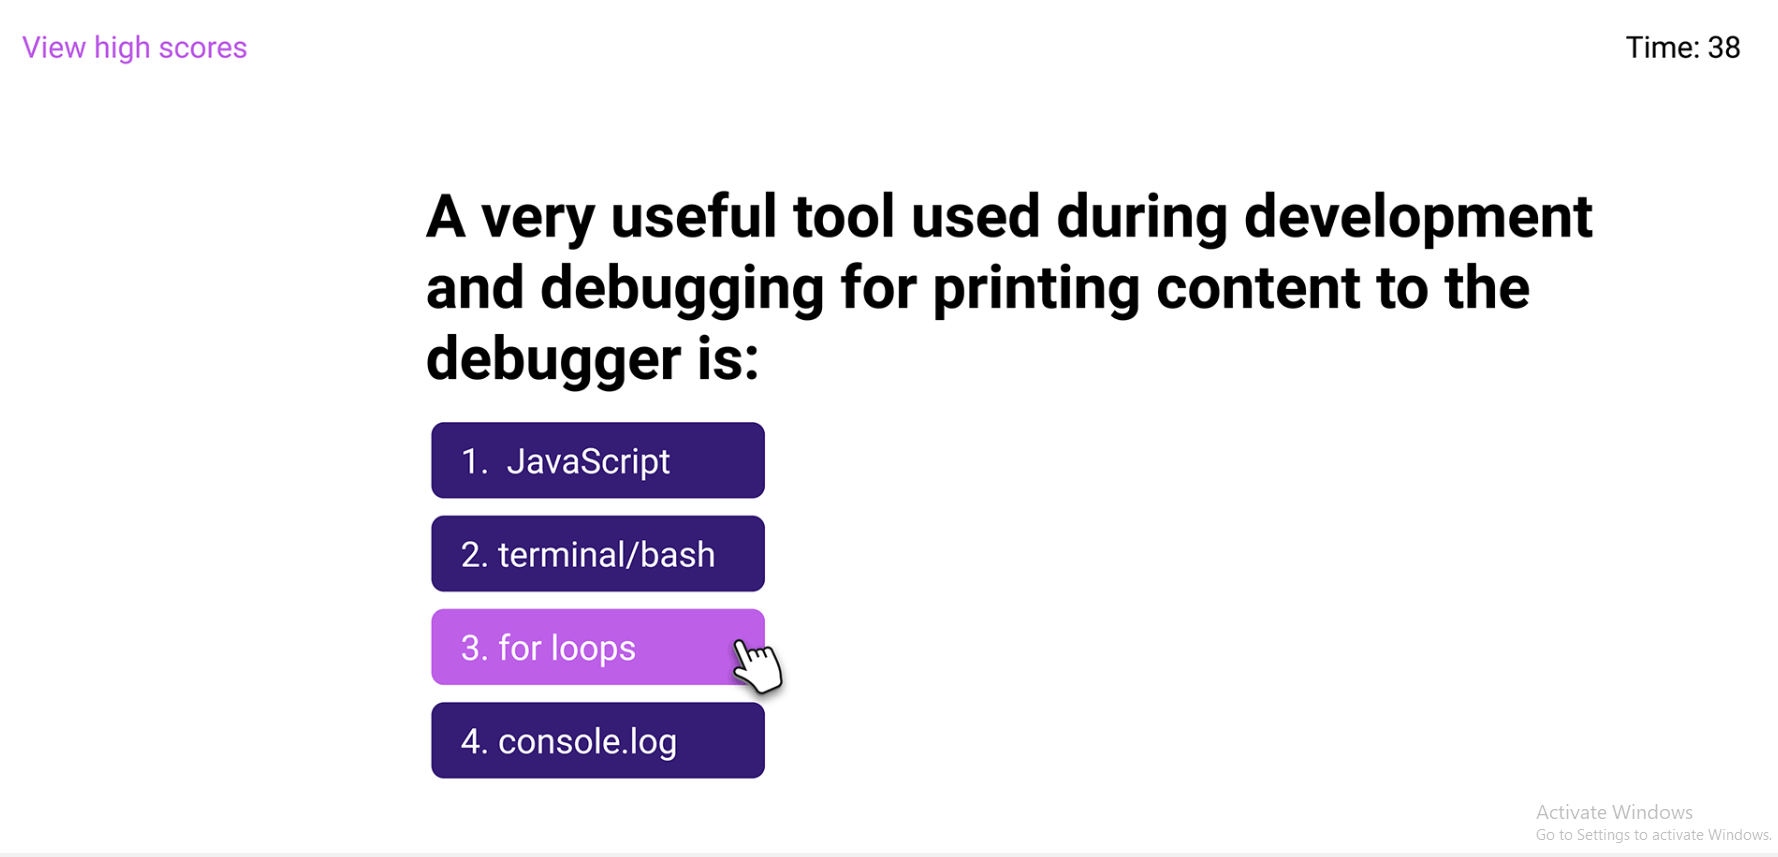 View high scores
Time: 38
A very useful tool used during development
and debugging for printing content to the
debugger is:
1. JavaScript
2. terminal/bash
3. for loops
4. console.log
Activate Windows
Go to Settings to activate Windows.